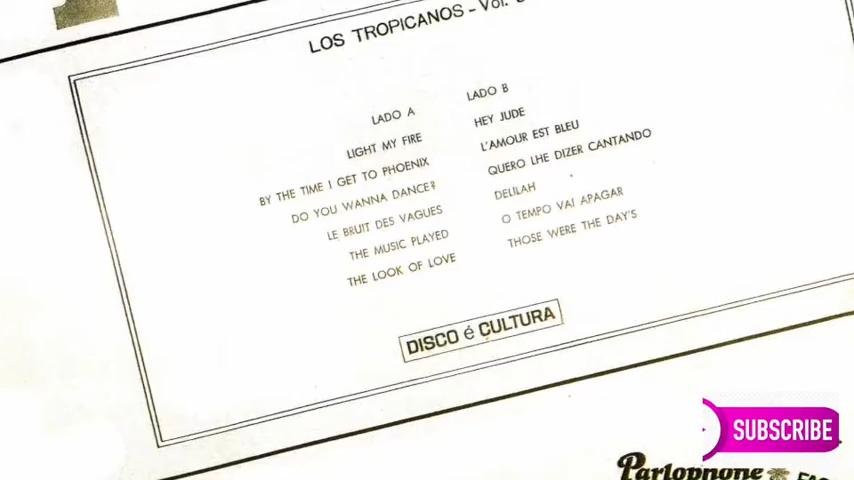 LOS TROPICANOS - Vol.
LADO A
LIGHT MY FIRE
BY THE TIME I GET TO PHOENIX
DO YOU WANNA DANCE?
LE BRUIT DES VAGUES
THE MUSIC PLAYED
THE LOOK OF LOVE
LADO B
HEY JUDE
L'AMOUR EST BLEU
QUERO LHE DIZER CANTANDO
DELILAH
O TEMPO VAI APAGAR
THOSE WERE THE DAY'S
DISCO é CULTURA
SUBSCRIBE
Parlophone